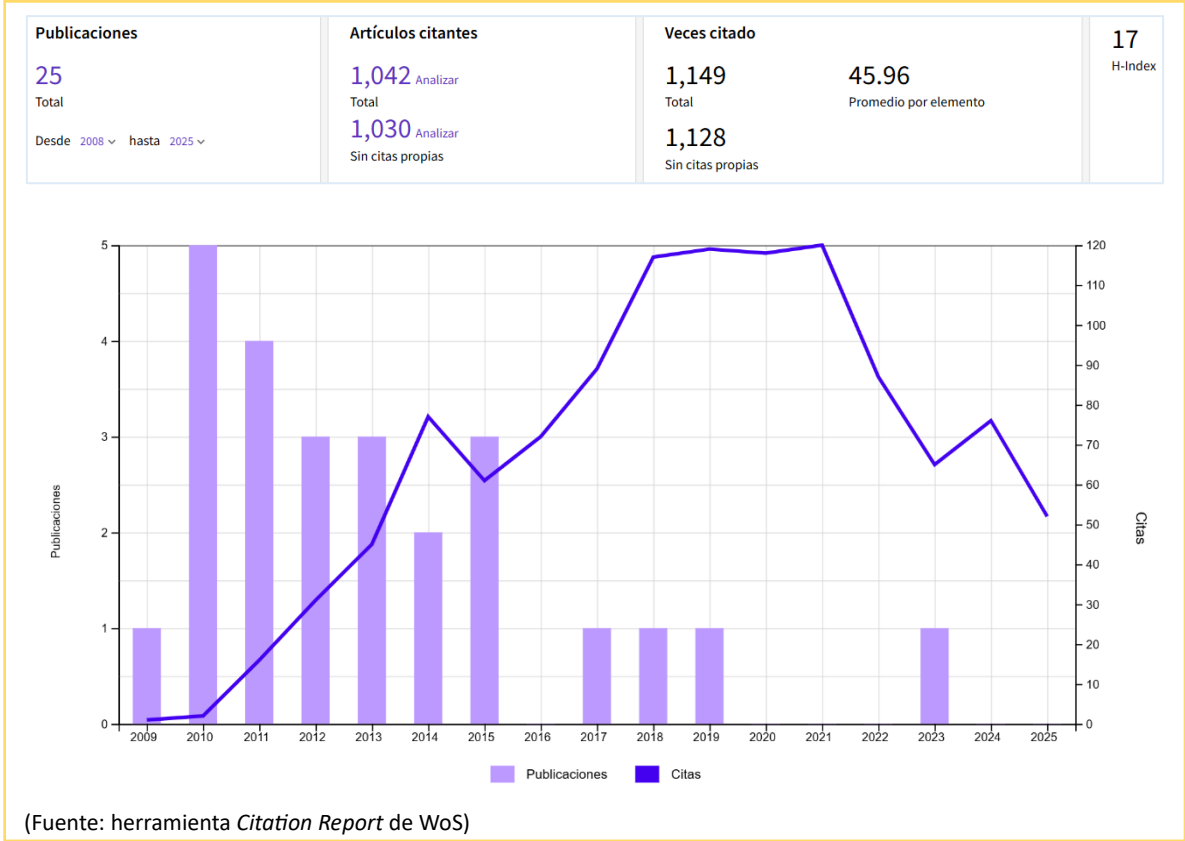 Publicaciones
25
Total
Desde 2008 hasta 2025
Artículos citantes
1,042 Analizar
Total
1,030 Analizar
Sin citas propias
Veces citado
1,149
Total
45.96
Promedio por elemento
1,128
Sin citas propias
17
H-Index
Publicaciones
5
4
3
2
1
0
120
110
100
90
80
70
60
50
40
30
20
10
0
Citas
2009 2010 2011 2012 2013 2014 2015 2016 2017 2018 2019 2020 2021 2022 2023 2024 2025
Publicaciones Citas
(Fuente: herramienta Citation Report de WoS)